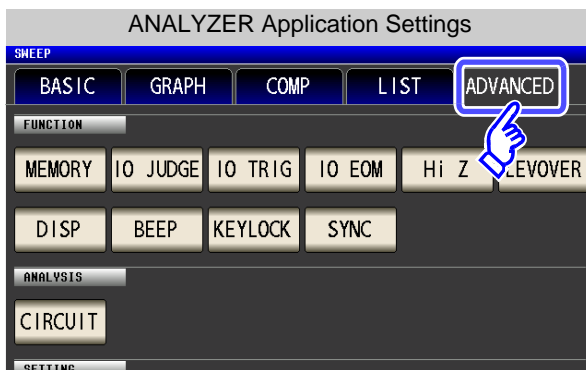 ANALYZER Application Settings
SWEEP
BASIC GRAPH COMP LIST ADVANCED
FUNCTION
MEMORY IO JUDGE IO TRIG IO EOM Hi Z LEVOVER
DISP BEEP KEYLOCK SYNC
ANALYSIS
CIRCUIT
SETTING